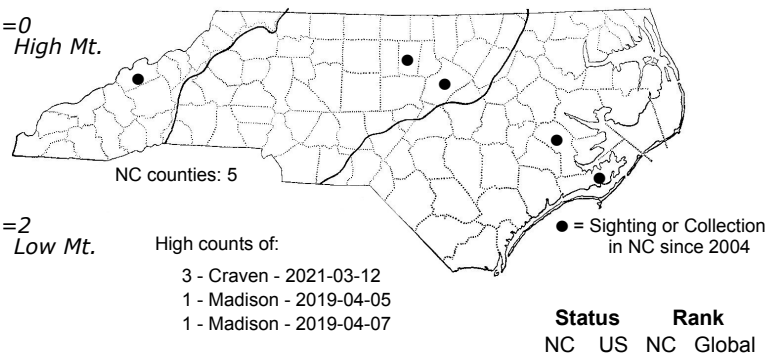 =0
High Mt.
NC counties: 5
=2
Low Mt.
High counts of:
3 - Craven - 2021-03-12
1 - Madison - 2019-04-05
1 - Madison - 2019-04-07
● = Sighting or Collection
in NC since 2004
Status Rank
NC US NC Global